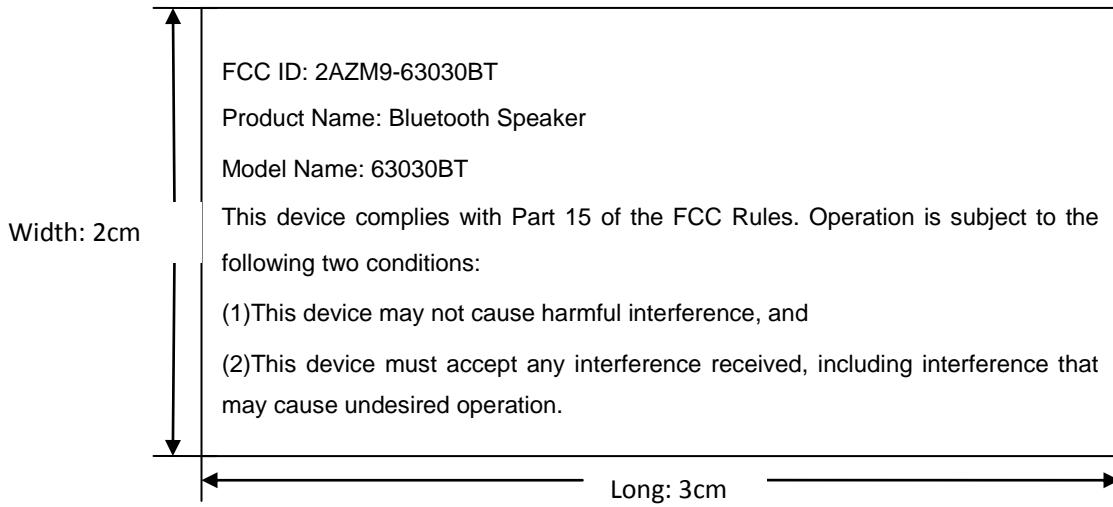 FCC ID: 2AZM9-63030BT
Product Name: Bluetooth Speaker
Model Name: 63030BT
This device complies with Part 15 of the FCC Rules. Operation is subject to the
Width: 2cm
following two conditions:
(1)This device may not cause harmful interference, and
(2)This device must accept any interference received, including interference that
may cause undesired operation.
Long: 3cm